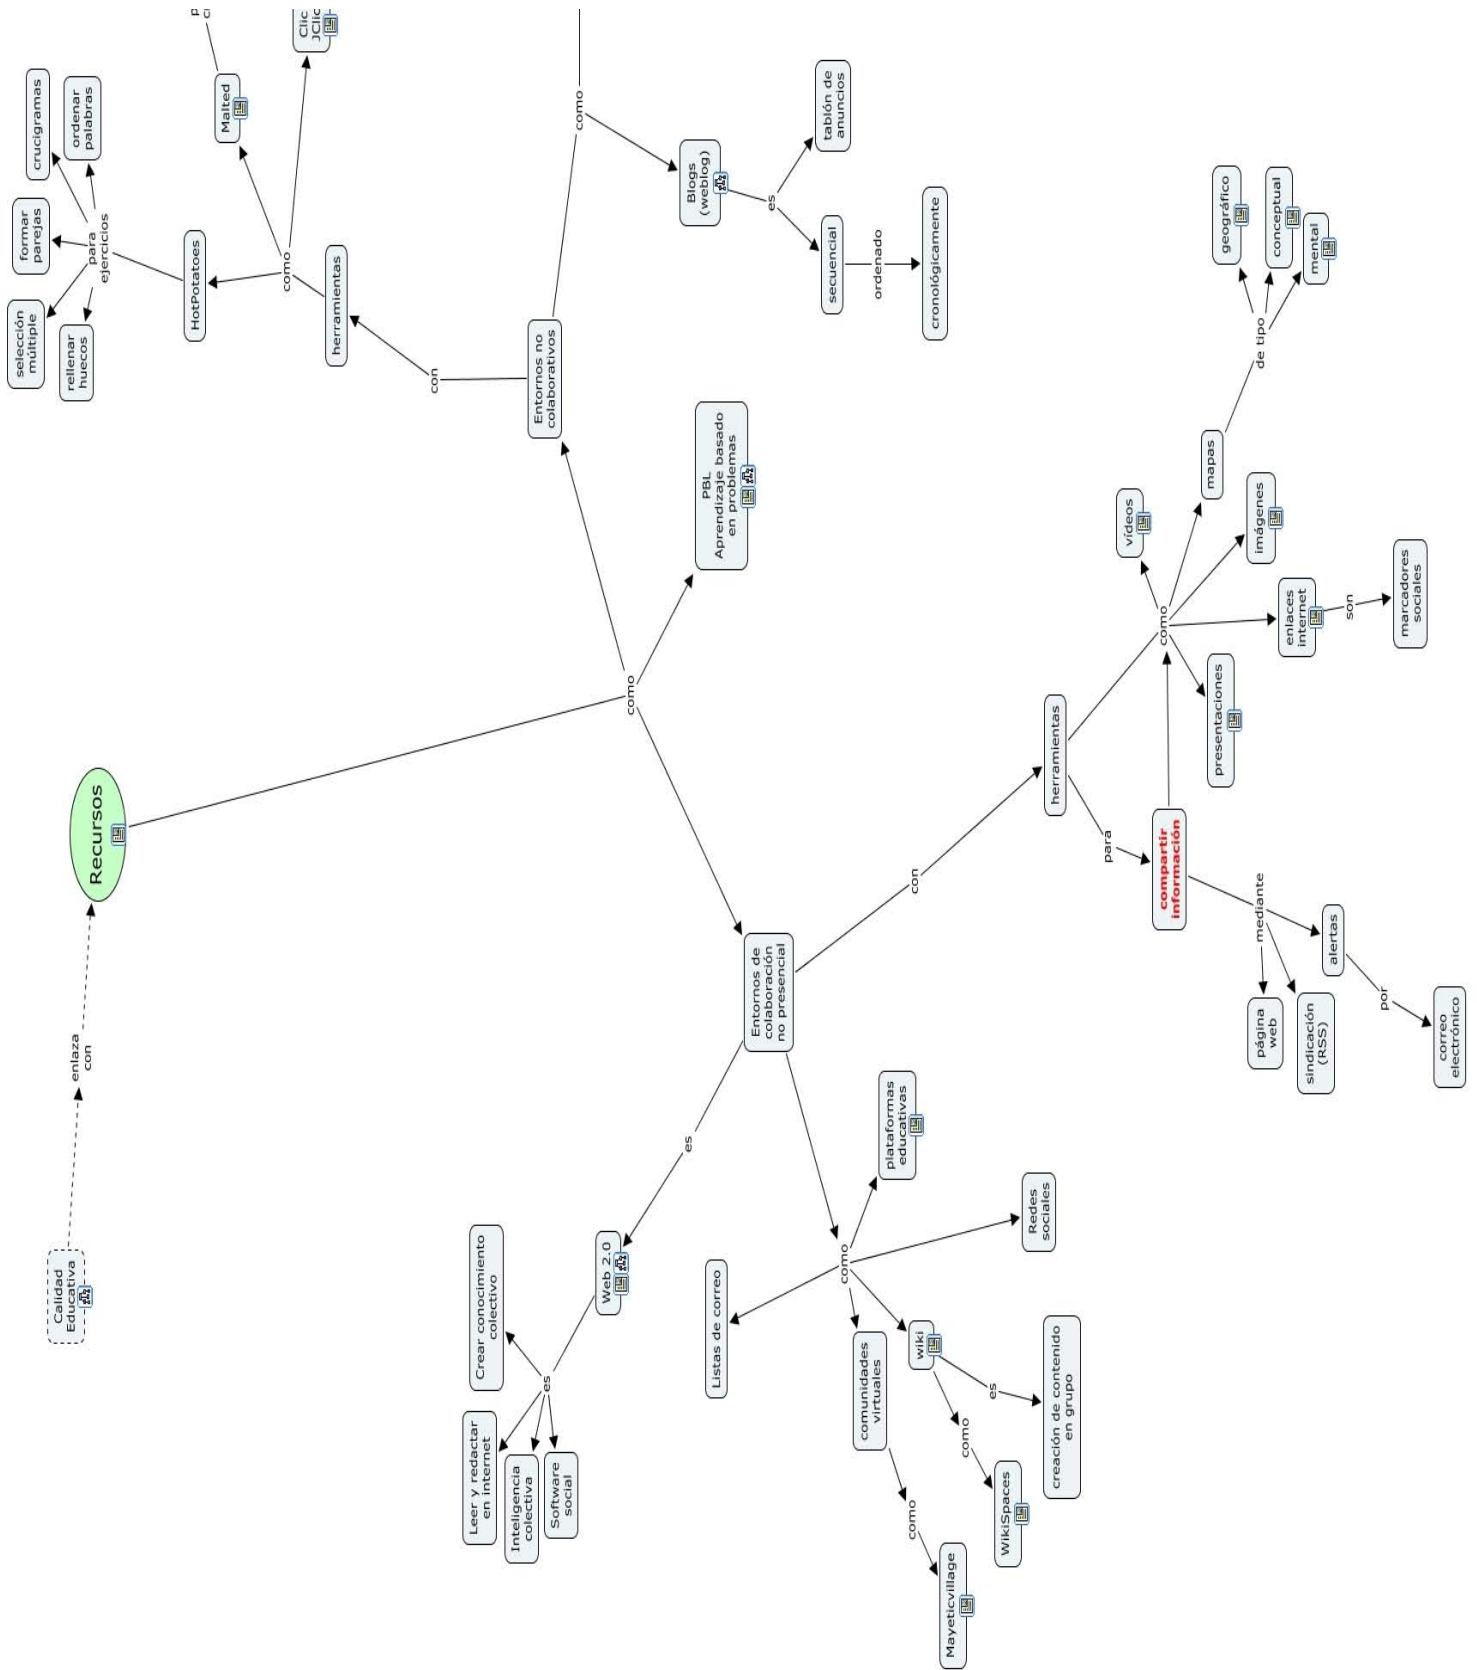 Calidad
Educativa
enlaza
con
Recursos
como
Entornos de
colaboración
no presencial
PBL
Aprendizaje basado
en problemas
Entornos no
colaborativos
es
Web 2.0
es
Crear conocimiento
colectivo
Leer y redactar
en internet
Inteligencia
colectiva
Software
social
como
Listas de correo
comunidades
virtuales
como
Mayeticvillage
wiki
como
WikiSpaces
es
creación de contenido
en grupo
plataformas
educativas
Redes
sociales
con
herramientas
para
compartir
información
mediante
página
web
sindicación
(RSS)
alertas
por
correo
electrónico
como
presentaciones
enlaces
internet
son
marcadores
sociales
vídeos
imágenes
mapas
de tipo
geográfico
conceptual
mental
con
herramientas
como
HotPotatoes
para
ejercicios
selección
múltiple
rellenar
huecos
formar
parejas
crucigramas
ordenar
palabras
Malted
Clic
JClic
como
Blogs
(weblog)
es
secuencial
ordenado
cronológicamente
tablón de
anuncios